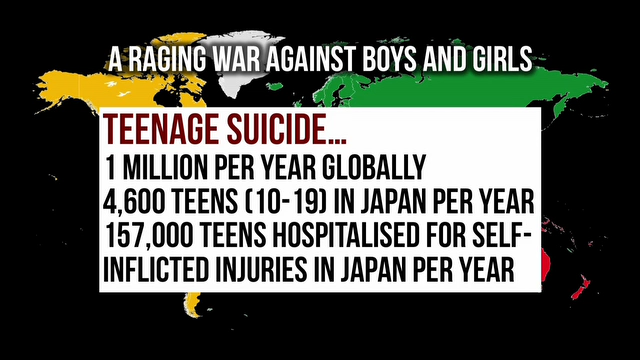 A RAGING WAR AGAINST BOYS AND GIRLS
TEENAGE SUICIDE...
1 MILLION PER YEAR GLOBALLY
4,600 TEENS (10-19) IN JAPAN PER YEAR
157,000 TEENS HOSPITALISED FOR SELF-
INFLICTED INJURIES IN JAPAN PER YEAR